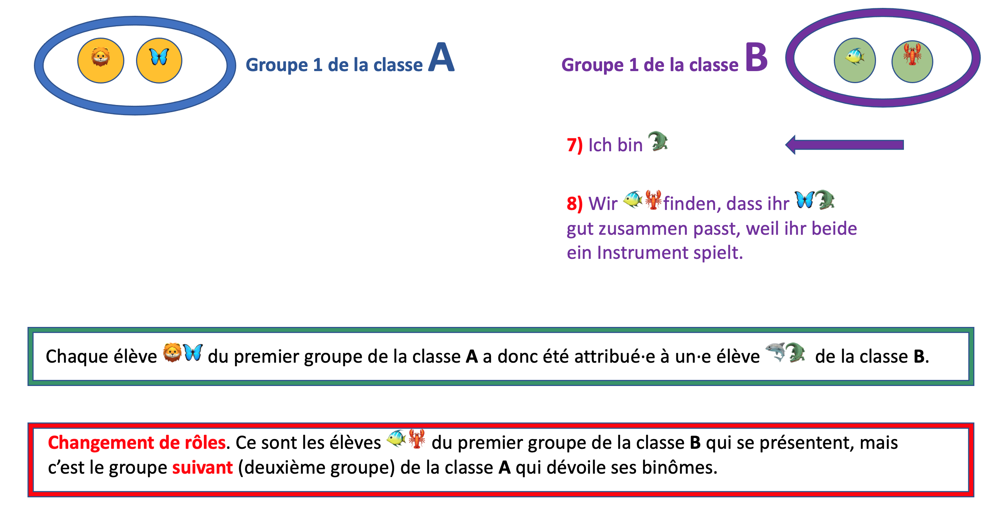 Groupe 1 de la classe A
Groupe 1 de la classe B
7) Ich bin 🐊
8) Wir 🐠🦞finden, dass ihr 🦋🐊
gut zusammen passt, weil ihr beide
ein Instrument spielt.
Chaque élève 🦁🦋 du premier groupe de la classe A a donc été attribué·e à un·e élève 🐬🐊 de la classe B.
Changement de rôles. Ce sont les élèves 🐠🦞 du premier groupe de la classe B qui se présentent, mais
c’est le groupe suivant (deuxième groupe) de la classe A qui dévoile ses binômes.